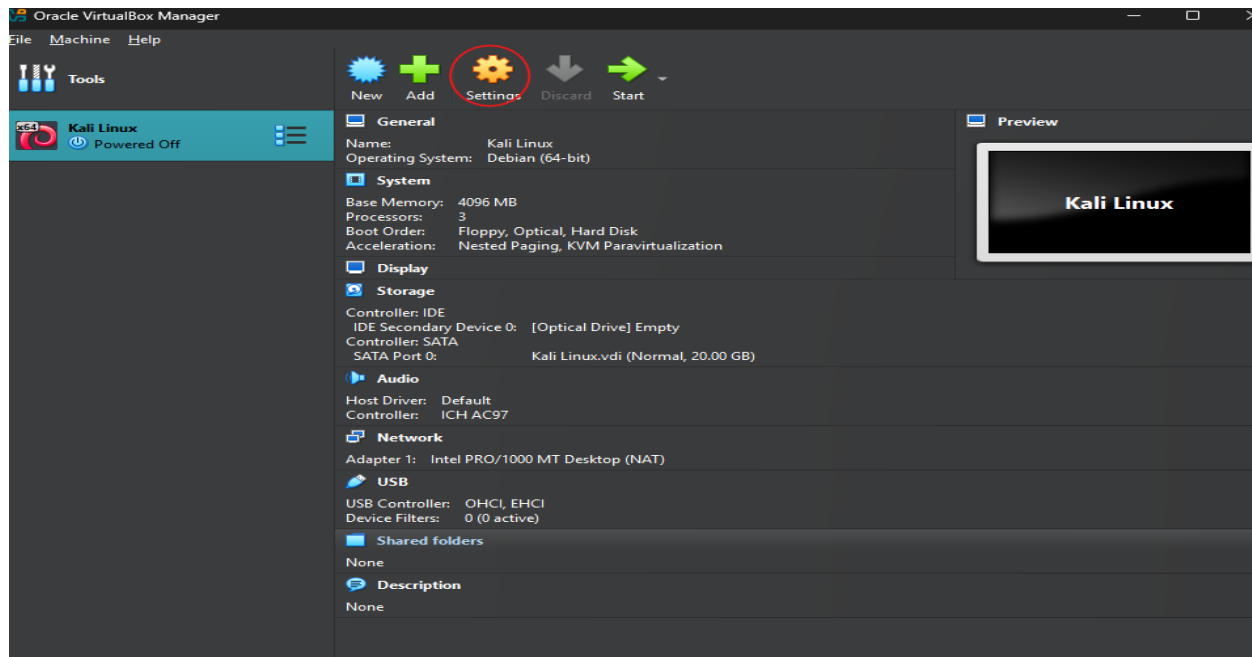 Oracle VirtualBox Manager
File Machine Help
Tools
New Add Settings Discard Start
x64 Kali Linux
Powered Off
General
Name: Kali Linux
Operating System: Debian (64-bit)
System
Base Memory: 4096 MB
Processors: 3
Boot Order: Floppy, Optical, Hard Disk
Acceleration: Nested Paging, KVM Paravirtualization
Display
Storage
Controller: IDE
IDE Secondary Device 0: [Optical Drive] Empty
Controller: SATA
SATA Port 0: Kali Linux.vdi (Normal, 20.00 GB)
Audio
Host Driver: Default
Controller: ICH AC97
Network
Adapter 1: Intel PRO/1000 MT Desktop (NAT)
USB
USB Controller: OHCI, EHCI
Device Filters: 0 (0 active)
Shared folders
None
Description
None
Preview
Kali Linux